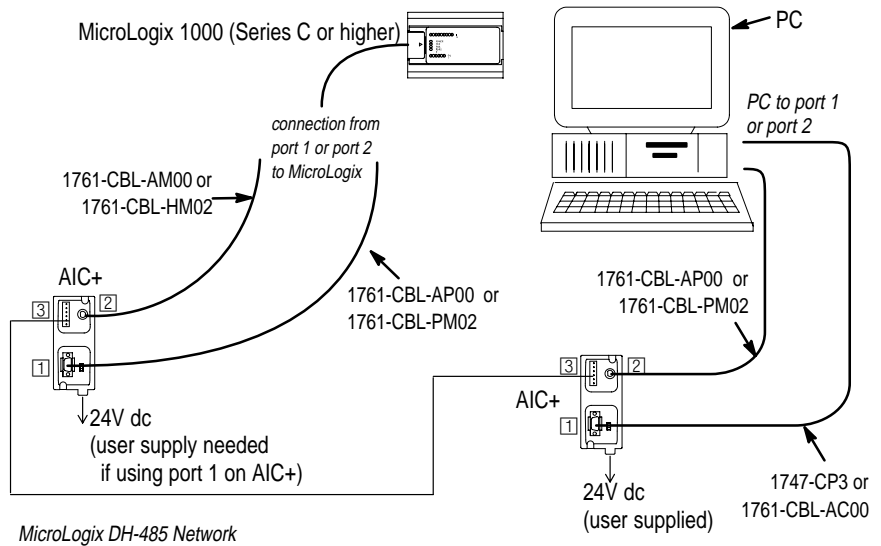 MicroLogix 1000 (Series C or higher)
PC
PC to port 1
or port 2
connection from
port 1 or port 2
to MicroLogix
1761-CBL-AM00 or
1761-CBL-HM02
AIC+
3
2
1
1761-CBL-AP00 or
1761-CBL-PM02
24V dc
(user supply needed
if using port 1 on AIC+)
1761-CBL-AP00 or
1761-CBL-PM02
AIC+
3
2
1
24V dc
(user supplied)
1747-CP3 or
1761-CBL-AC00
MicroLogix DH-485 Network